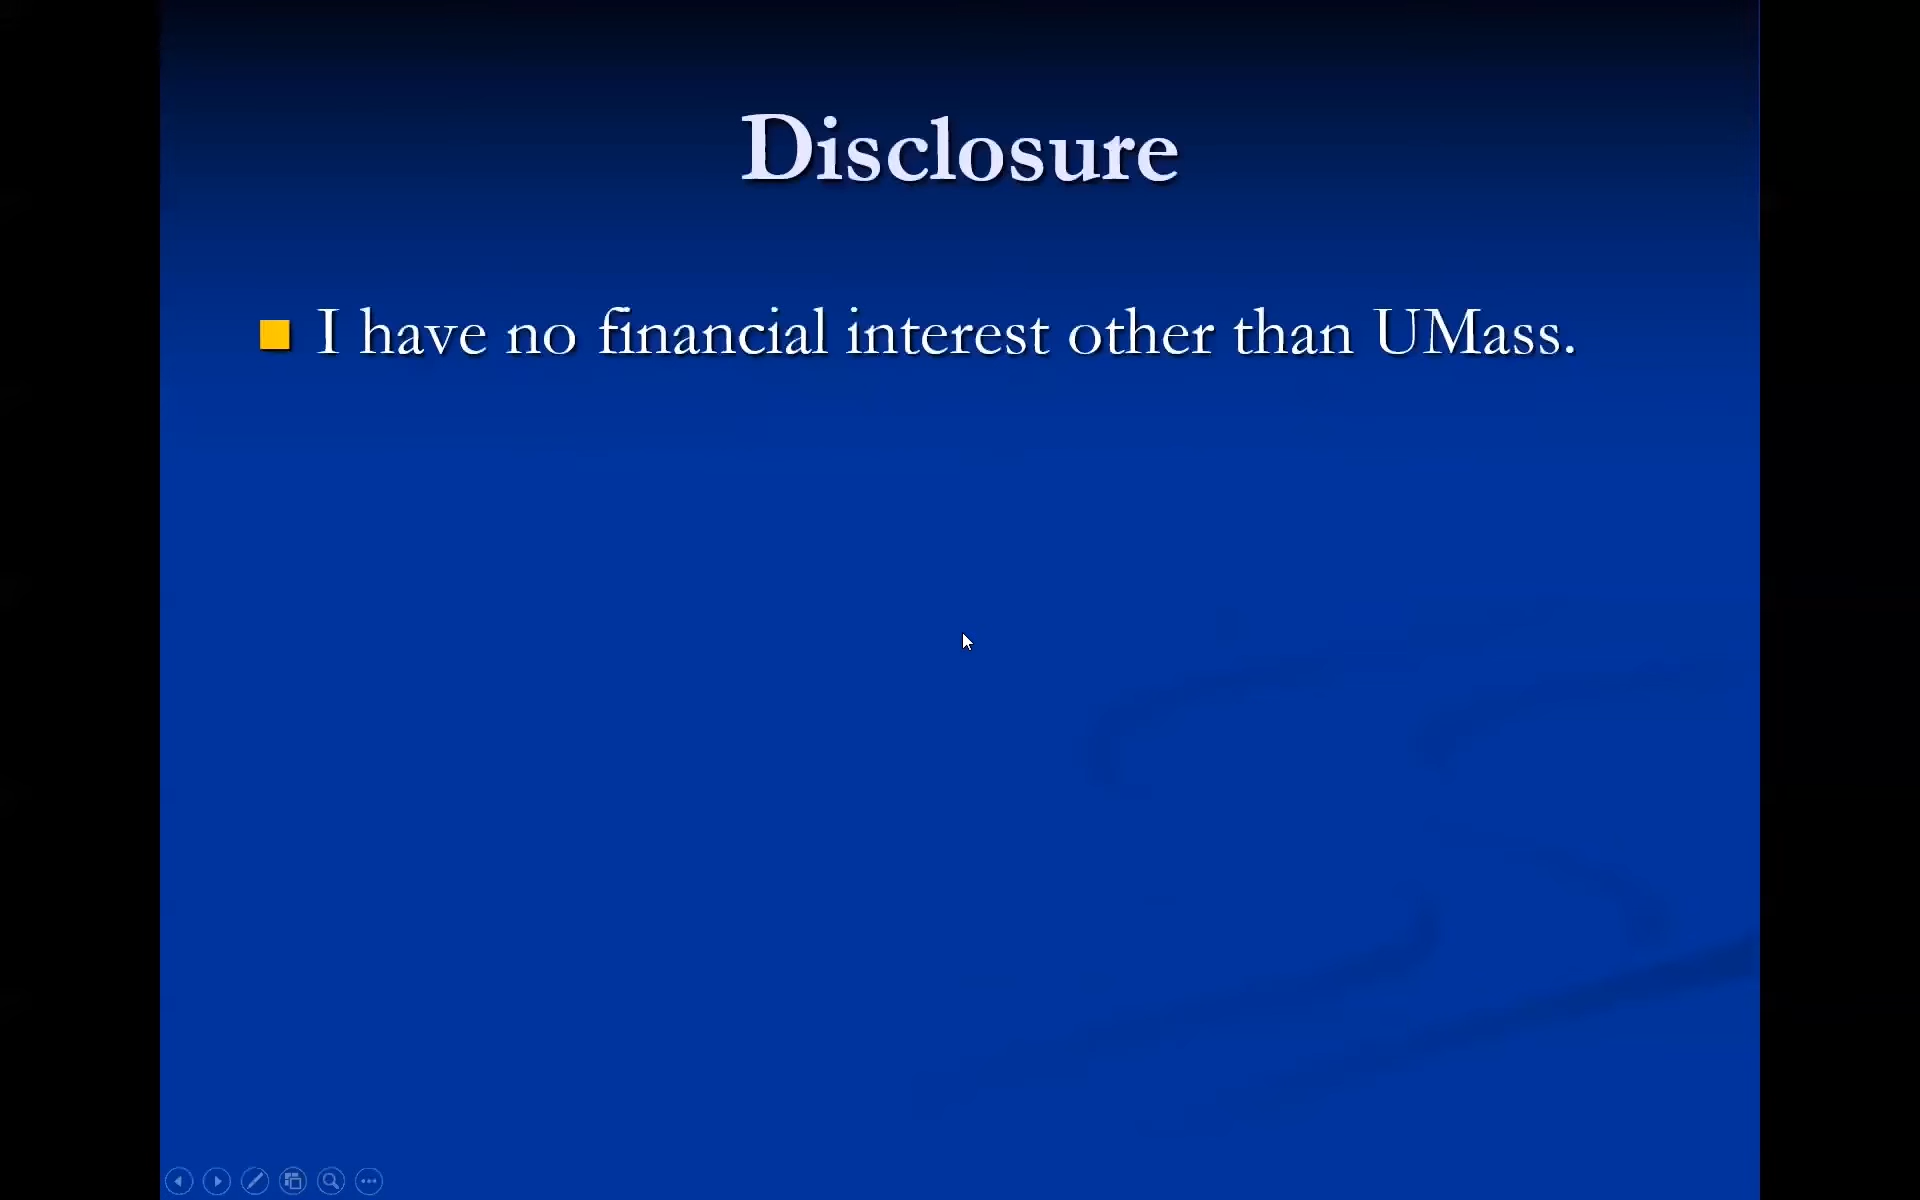 Disclosure
I have no financial interest other than UMass.